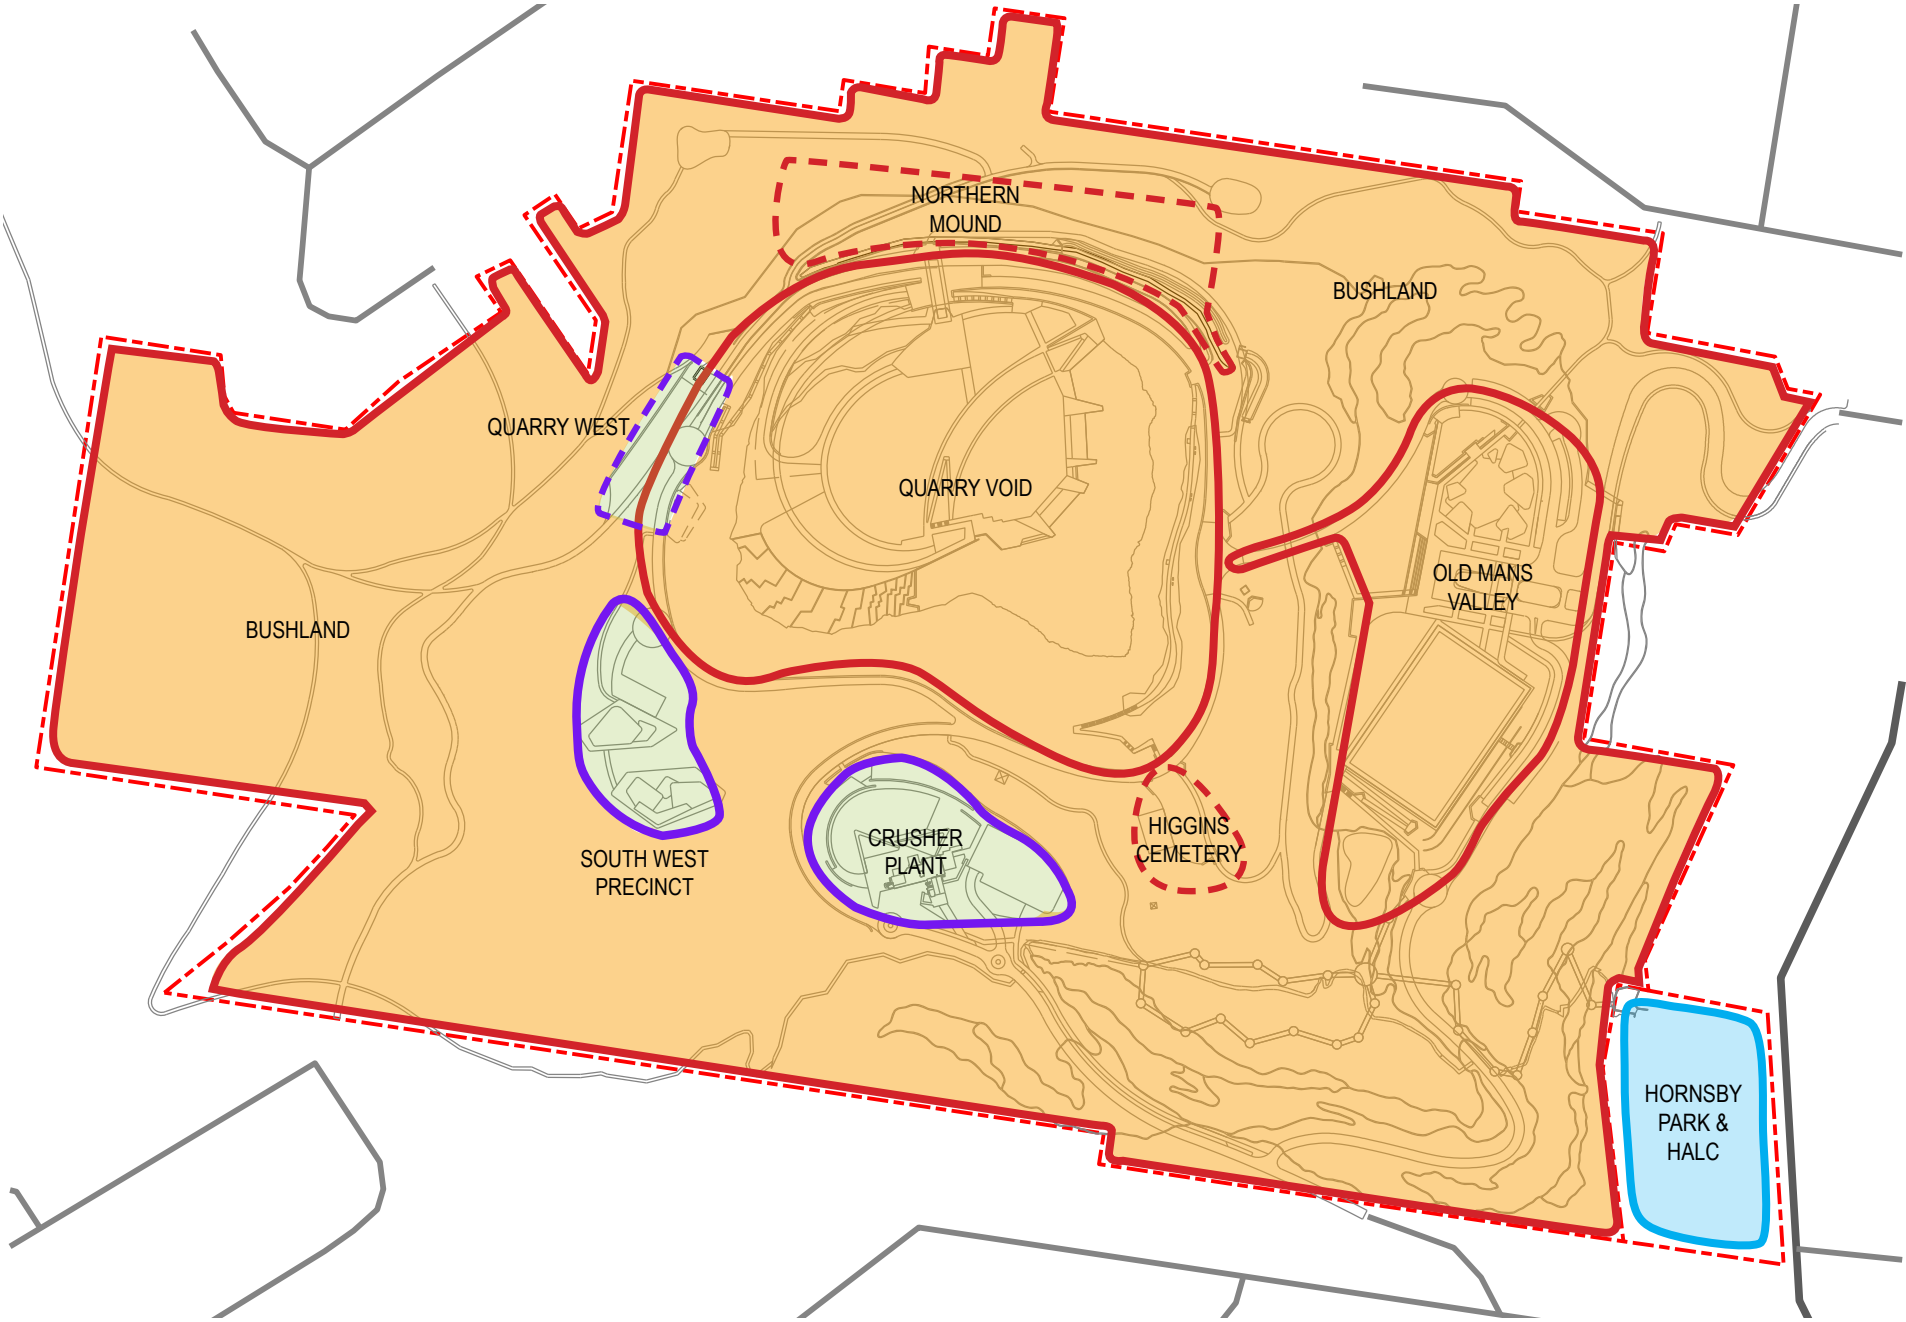 NORTHERN
MOUND
BUSHLAND
QUARRY WEST
QUARRY VOID
OLD MANS
VALLEY
BUSHLAND
HIGGINS
CEMETERY
CRUSHER
PLANT
SOUTH WEST
PRECINCT
HORNSBY
PARK &
HALC